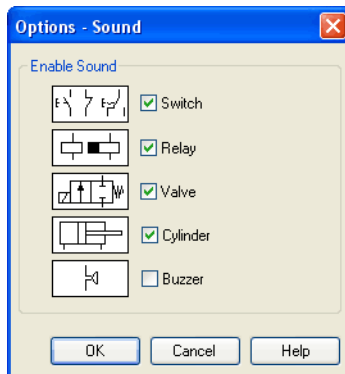 Options - Sound
Enable Sound
Switch
Relay
Valve
Cylinder
Buzzer
OK Cancel Help